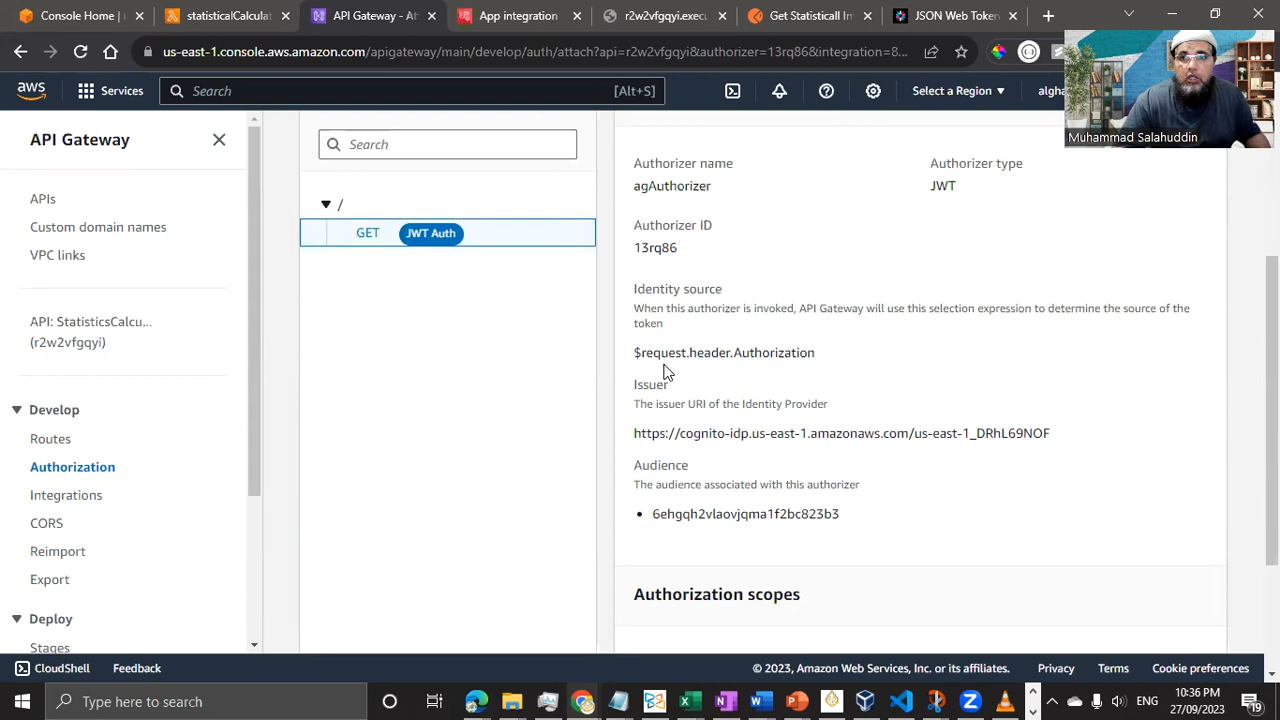 Console Home |
statesticalCalculat
API Gateway - At
App integration
r2w2vfgqyi.execu
Get Statisticall In
JSON Web Token
us-east-1.console.aws.amazon.com/apigateway/main/develop/auth/attach?api=r2w2vfgqyi&authorizer=13rq86&integration=8...
aws
Services
Search
[Alt+S]
Select a Region
algha
Muhammad Salahuddin
API Gateway
APIs
Custom domain names
VPC links
API: StatisticsCalcu...
(r2w2vfgqyi)
Develop
Routes
Authorization
Integrations
CORS
Reimport
Export
Deploy
Stages
Search
/
GET JWT Auth
Authorizer name
agAuthorizer
Authorizer type
JWT
Authorizer ID
13rq86
Identity source
When this authorizer is invoked, API Gateway will use this selection expression to determine the source of the
token
$request.header.Authorization
Issuer
The issuer URI of the Identity Provider
https://cognito-idp.us-east-1.amazonaws.com/us-east-1_DRhL69NOF
Audience
The audience associated with this authorizer
6ehgqh2vlaovjqma1f2bc823b3
Authorization scopes
CloudShell Feedback
© 2023, Amazon Web Services, Inc. or its affiliates. Privacy Terms Cookie preferences
Type here to search
ENG
10:36 PM
27/09/2023
19